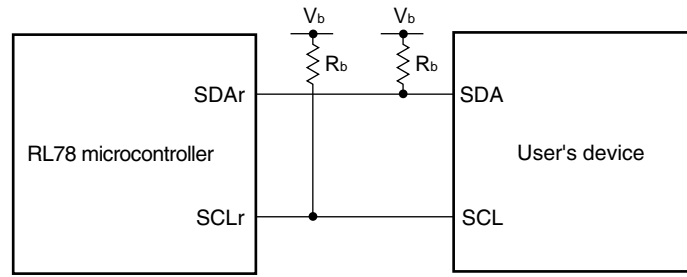 Vb Vb
Rb Rb
SDAr SDA
RL78 microcontroller User's device
SCLr SCL